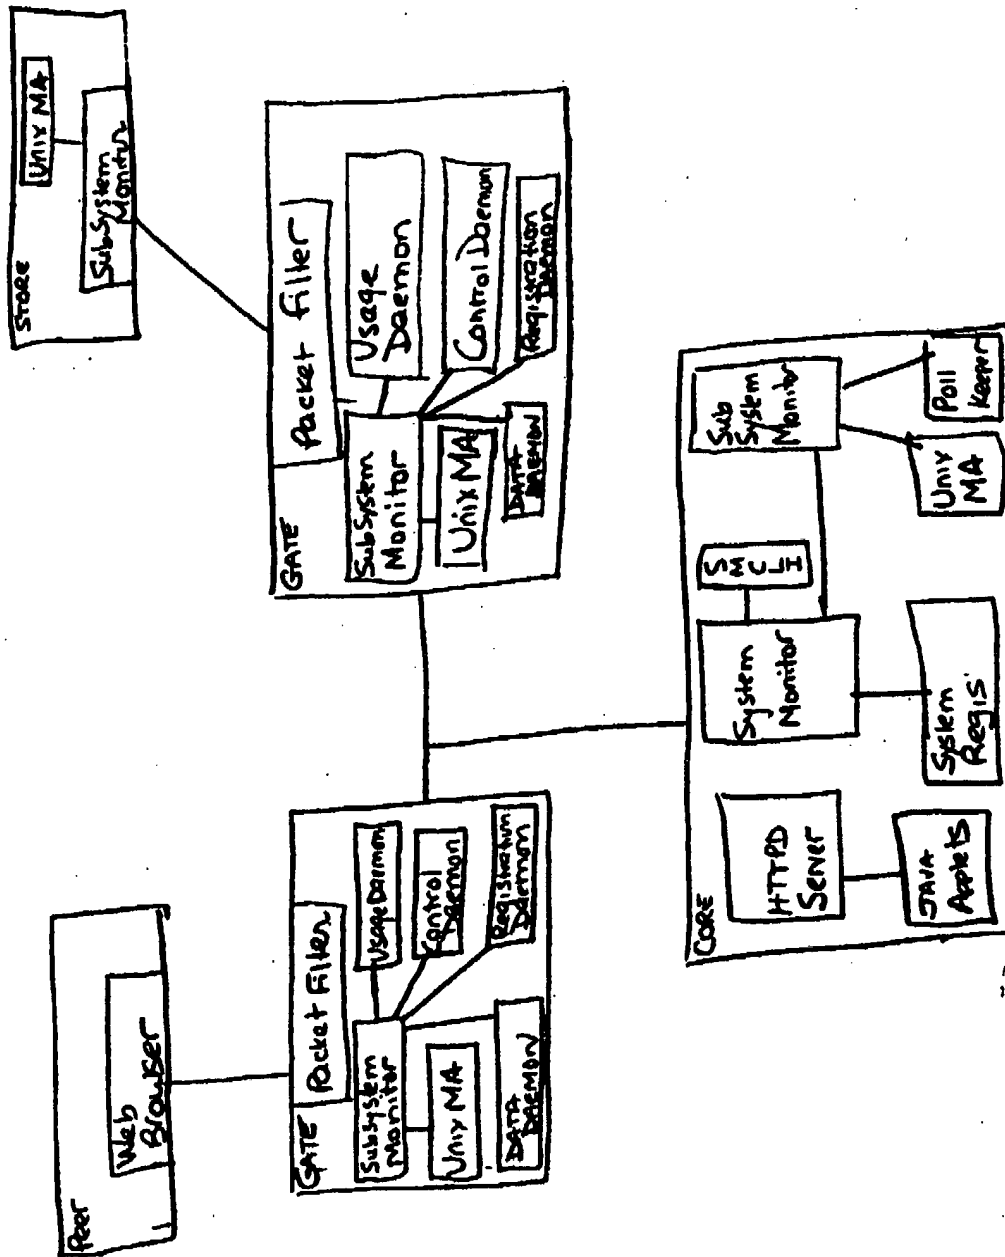 Peer
Web
Browser
GATE
Packet Filter
SubSystem
Monitor
Usage Daemon
Control
Daemon
Registration
Daemon
Unix MA
DATA
DAEMON
GATE
Packet filler
SubSystem
Monitor
Usage
Daemon
Control Daemon
Registration
Daemon
Unix MA
DATA
DAEMON
STORE
Unix MA
SubSystem
Monitor
CORE
HTTPD
Server
JAVA
Applets
System
Monitor
SMCLI
System
Regis.
Sub
System
Monitor
Unix
MA
Poll
Keeper